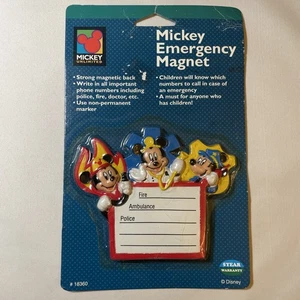 MICKEY
UNLIMITED
Mickey
Emergency
Magnet
• Strong magnetic back
• Write in all important
phone numbers including
police, fire, doctor, etc.
• Use non-permanent
marker
• Children will know which
numbers to call in case of
an emergency
• A must for anyone who
has children!
Fire
Ambulance
Police
# 18360
5 YEAR
WARRANTY
© Disney